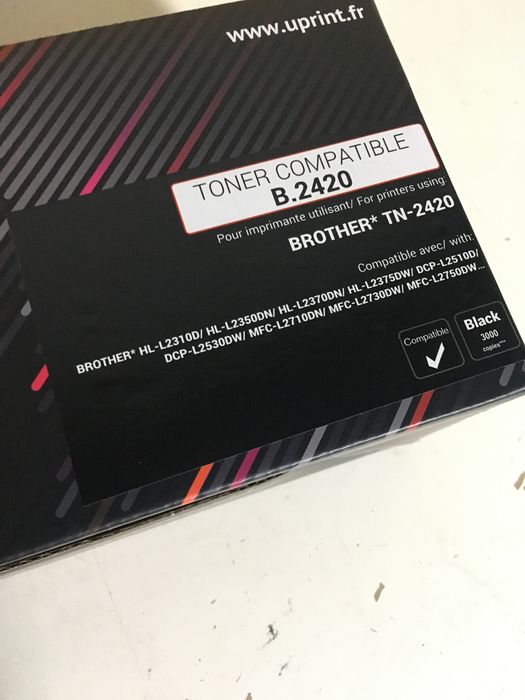 www.uprint.fr
TONER COMPATIBLE
B.2420
Pour imprimante utilisant/ For printers using:
BROTHER* TN-2420
Compatible avec/ with:
BROTHER* HL-L2310D/ HL-L2350DN/ HL-L2370DN/ HL-L2375DW/ DCP-L2510D/
DCP-L2530DW/ MFC-L2710DN/ MFC-L2730DW/ MFC-L2750DW...
Compatible
Black
3000
copies***